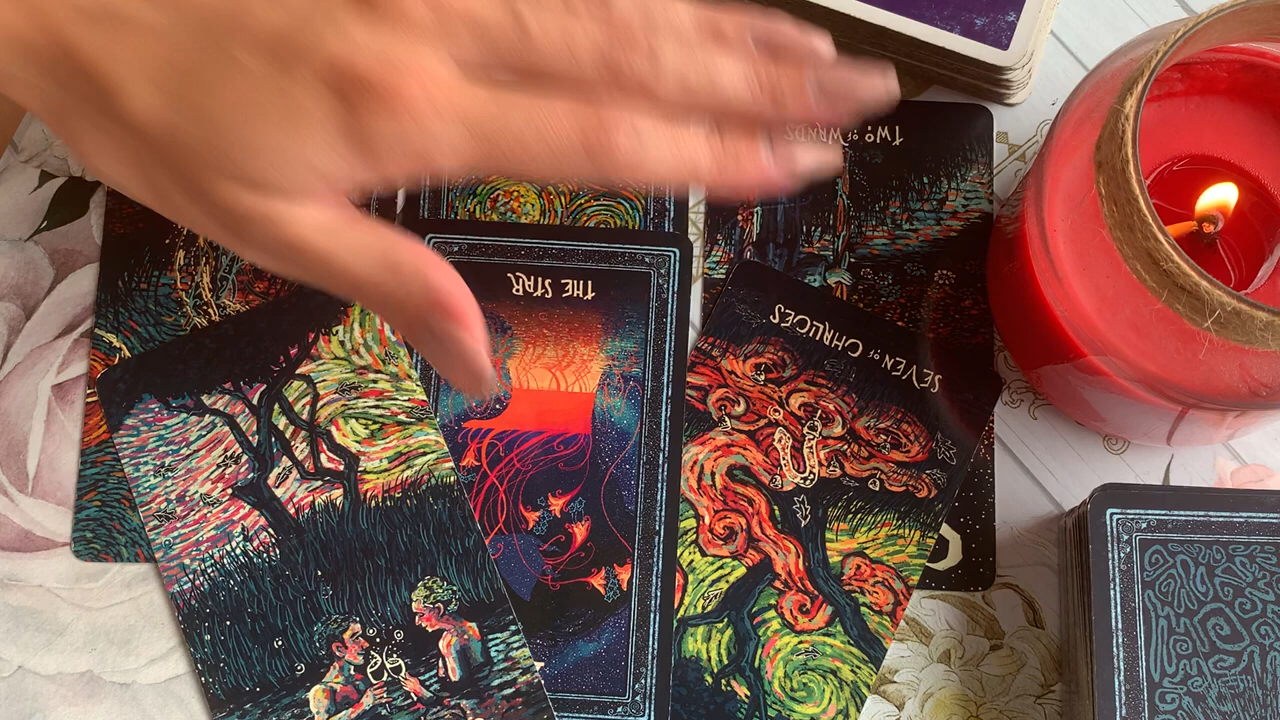 TWO OF WANDS
THE STAR
SEVEN OF CHALICES